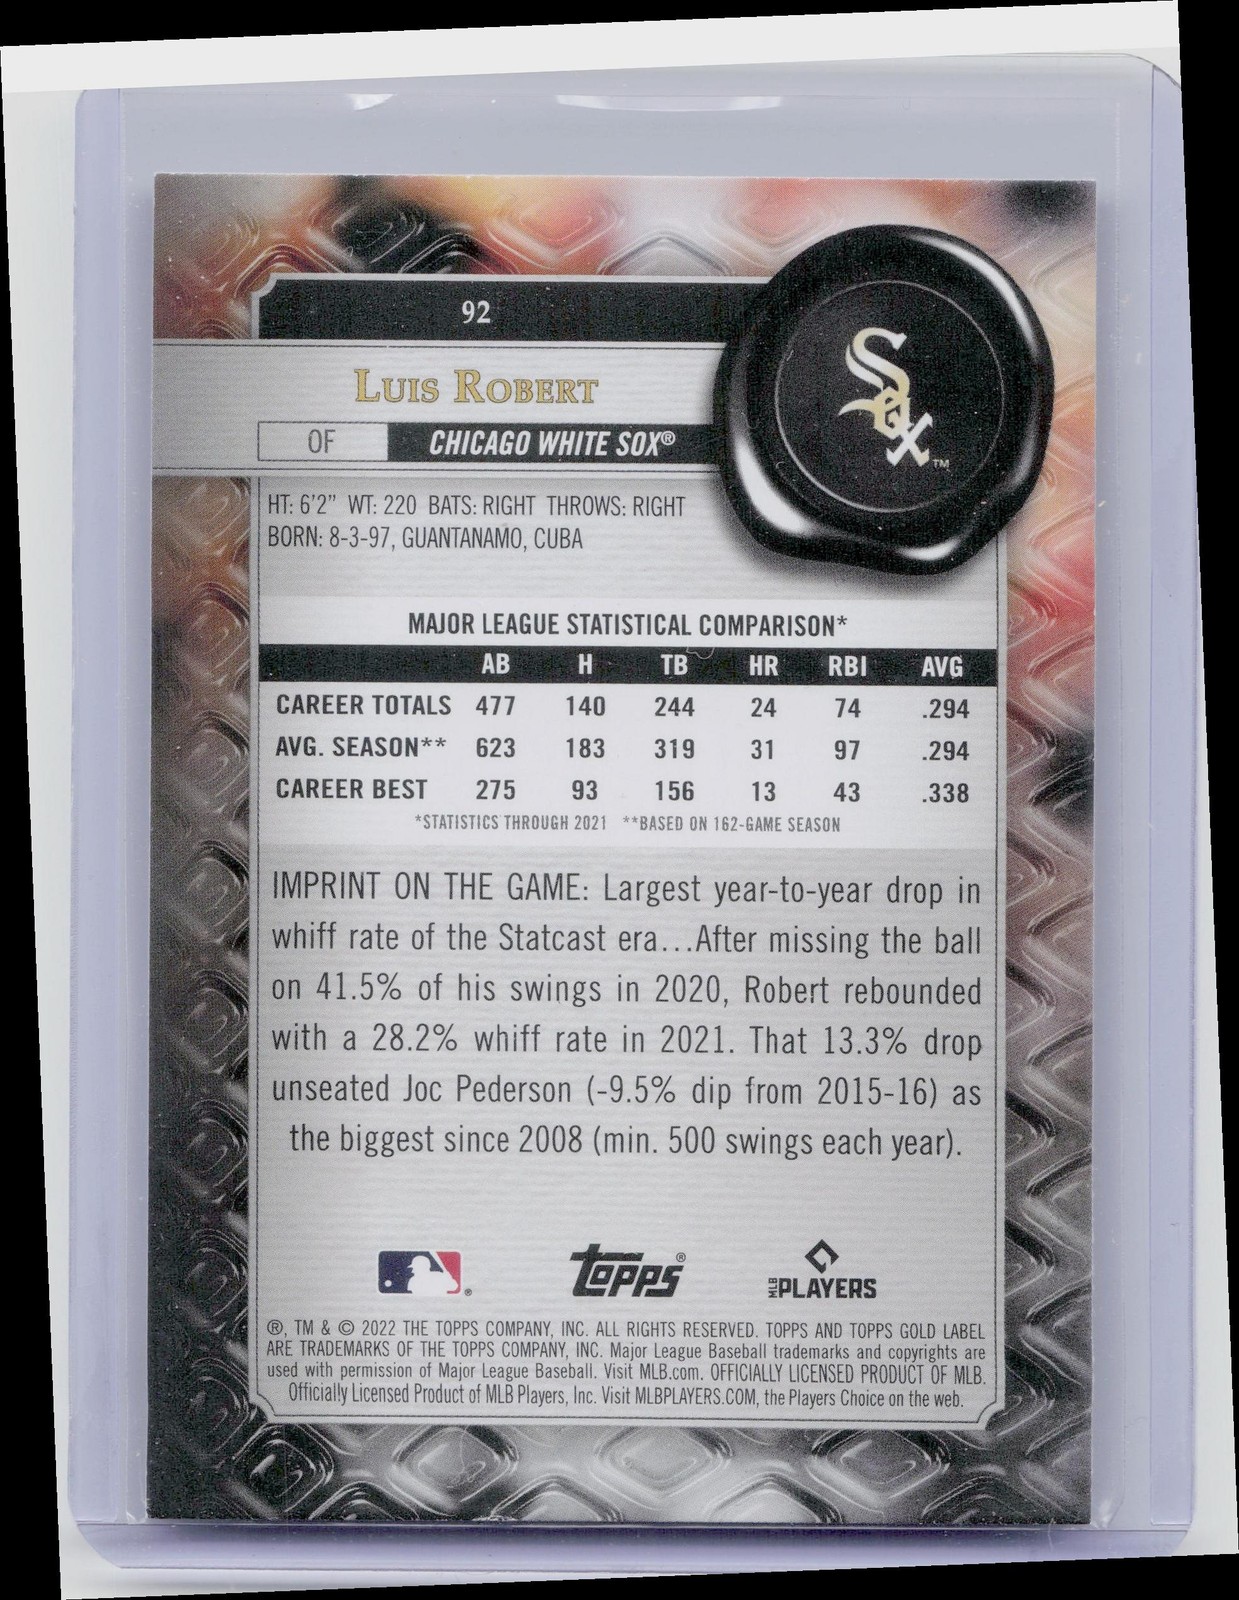 92
LUIS ROBERT
OF CHICAGO WHITE SOX®
Sox™
HT: 6'2" WT: 220 BATS: RIGHT THROWS: RIGHT
BORN: 8-3-97, GUANTANAMO, CUBA
MAJOR LEAGUE STATISTICAL COMPARISON*
AB H TB HR RBI AVG
CAREER TOTALS 477 140 244 24 74 .294
AVG. SEASON** 623 183 319 31 97 .294
CAREER BEST 275 93 156 13 43 .338
*STATISTICS THROUGH 2021 **BASED ON 162-GAME SEASON
IMPRINT ON THE GAME: Largest year-to-year drop in
whiff rate of the Statcast era...After missing the ball
on 41.5% of his swings in 2020, Robert rebounded
with a 28.2% whiff rate in 2021. That 13.3% drop
unseated Joc Pederson (-9.5% dip from 2015-16) as
the biggest since 2008 (min. 500 swings each year).
® topps® MLB PLAYERS
®, TM & © 2022 THE TOPPS COMPANY, INC. ALL RIGHTS RESERVED. TOPPS AND TOPPS GOLD LABEL
ARE TRADEMARKS OF THE TOPPS COMPANY, INC. Major League Baseball trademarks and copyrights are
used with permission of Major League Baseball. Visit MLB.com. OFFICIALLY LICENSED PRODUCT OF MLB.
Officially Licensed Product of MLB Players, Inc. Visit MLBPLAYERS.COM, the Players Choice on the web.